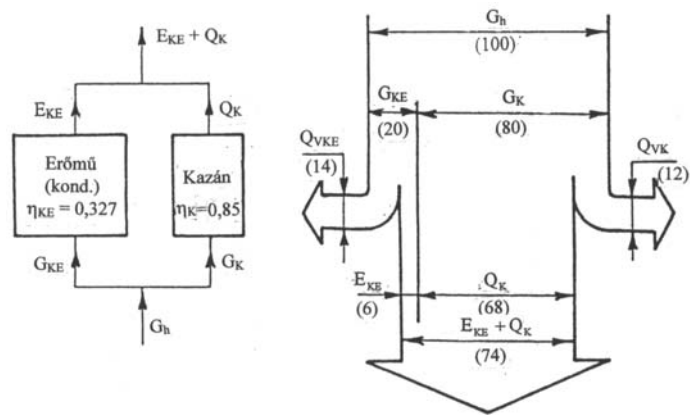 E_KE + Q_K
E_KE
Q_K
Erőmű
(kond.)
η_KE = 0,327
Kazán
η_K=0,85
G_KE
G_K
G_h
G_h
(100)
G_KE
(20)
G_K
(80)
Q_VKE
(14)
Q_VK
(12)
E_KE
(6)
Q_K
(68)
E_KE + Q_K
(74)